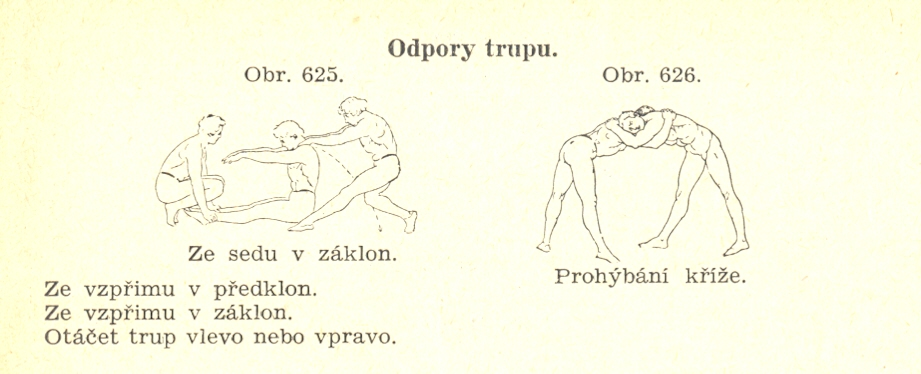 Odpory trupu.
Obr. 625.
Obr. 626.
Ze sedu v záklon.
Prohýbání kříže.
Ze vzpřimu v předklon.
Ze vzpřimu v záklon.
Otáčet trup vlevo nebo vpravo.